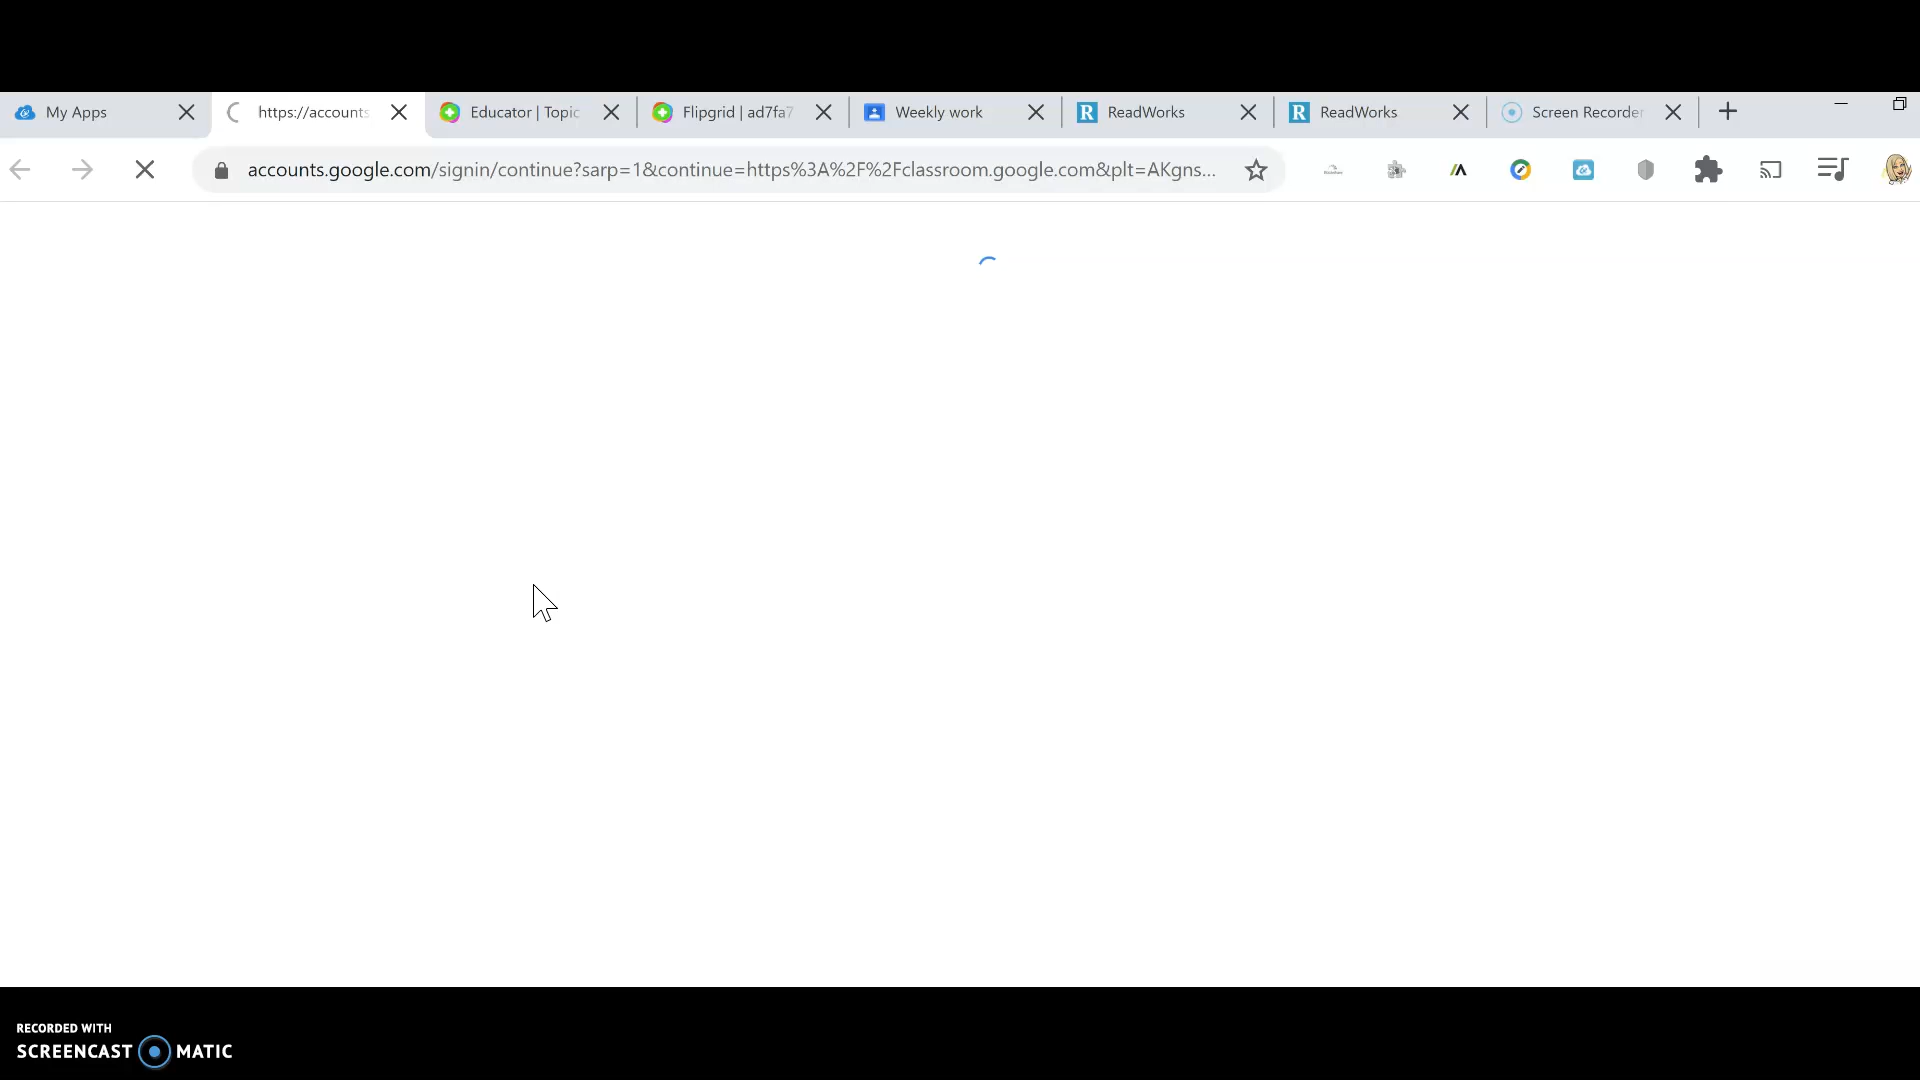 My Apps
https://accounts
Educator | Topic
Flipgrid | ad7fa7
Weekly work
ReadWorks
ReadWorks
Screen Recorder
accounts.google.com/signin/continue?sarp=1&continue=https%3A%2F%2Fclassroom.google.com&plt=AKgns...
RECORDED WITH
SCREENCAST MATIC